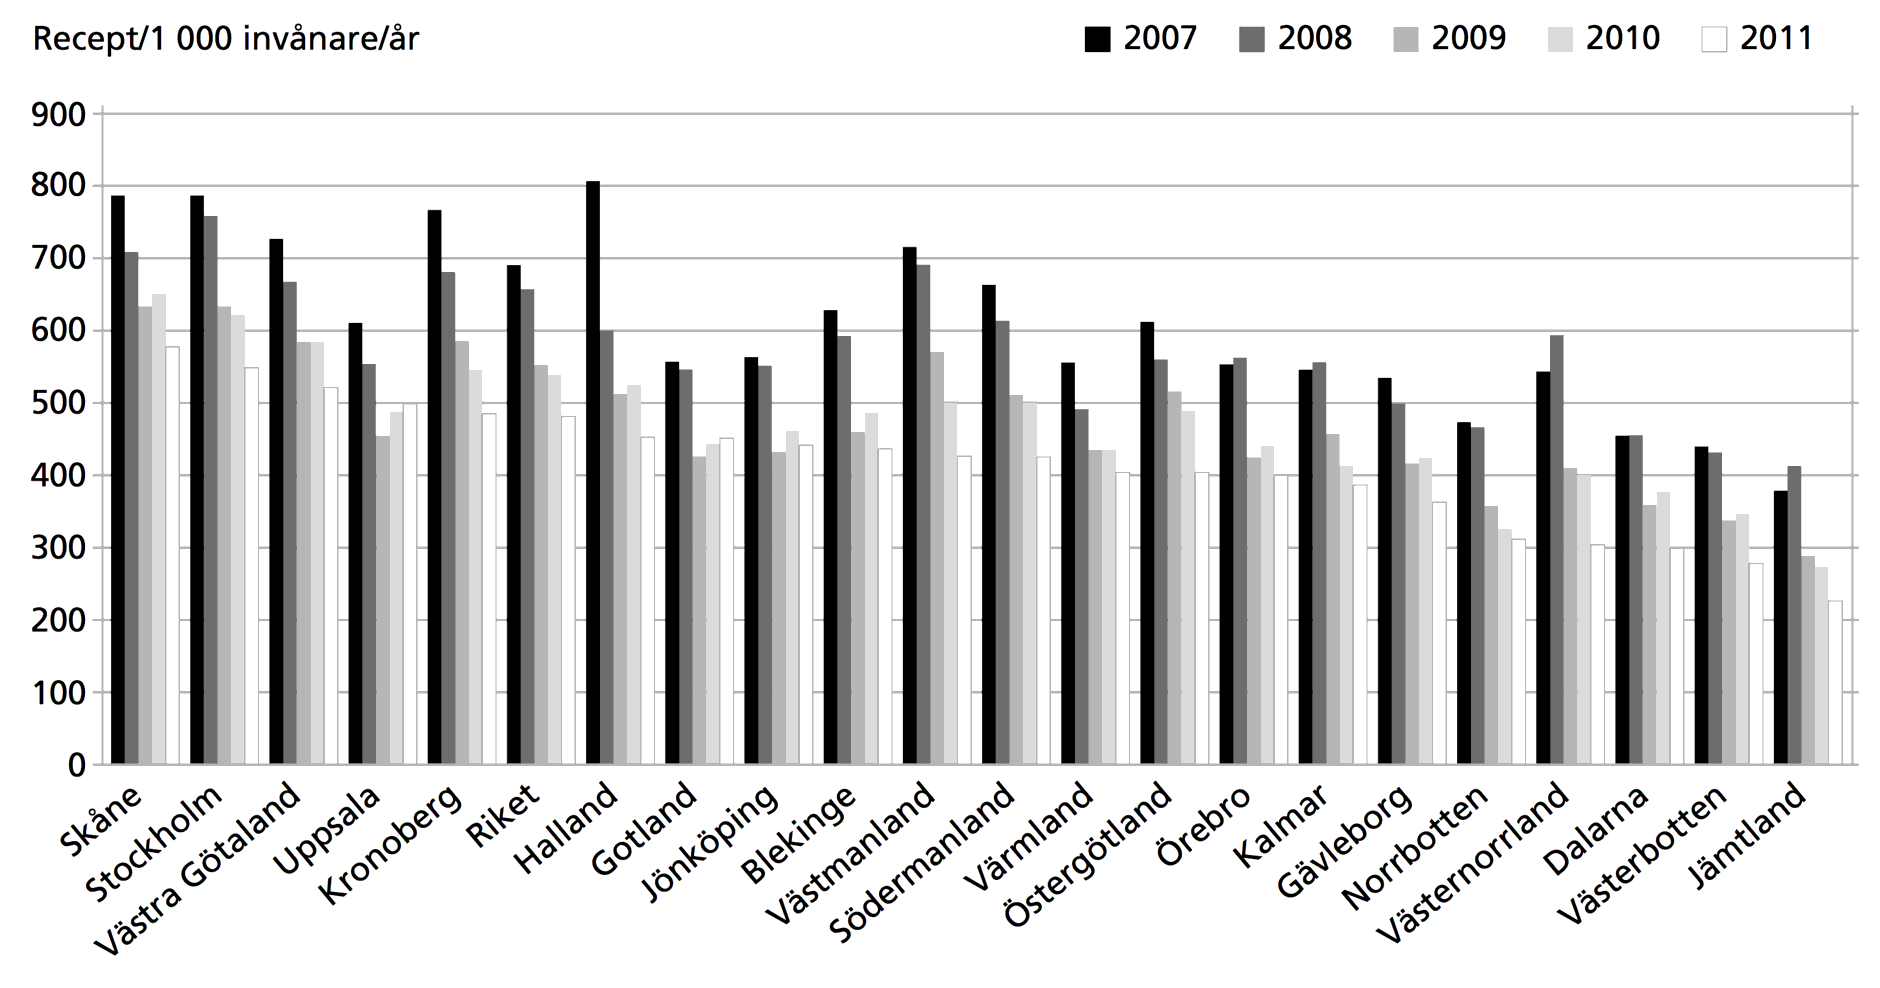 Recept/1 000 invånare/år
2007 2008 2009 2010 2011
900
800
700
600
500
400
300
200
100
0
Skåne
Stockholm
Västra Götaland
Uppsala
Kronoberg
Riket
Halland
Gotland
Jönköping
Blekinge
Västmanland
Södermanland
Värmland
Östergötland
Örebro
Kalmar
Gävleborg
Norrbotten
Västernorrland
Dalarna
Västerbotten
Jämtland